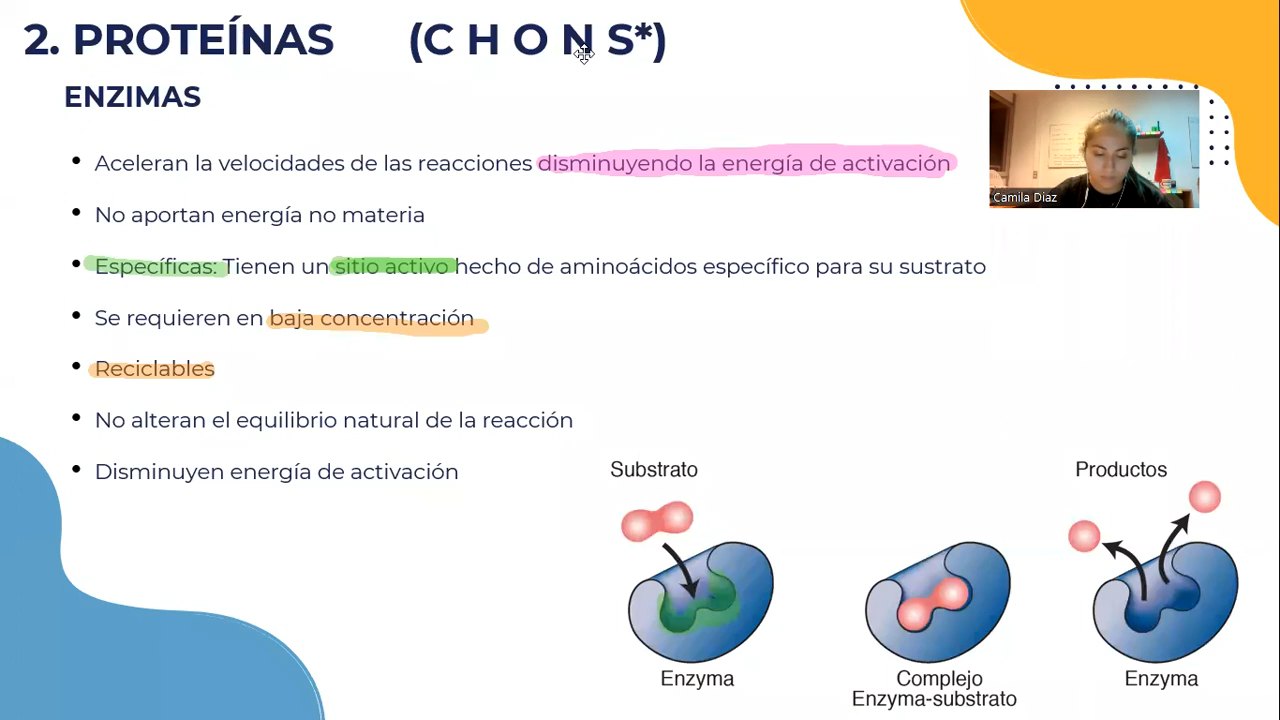 2. PROTEÍNAS (C H O N S*)
ENZIMAS
Camila Diaz
• Aceleran la velocidades de las reacciones disminuyendo la energía de activación
• No aportan energía no materia
• Específicas: Tienen un sitio activo hecho de aminoácidos específico para su sustrato
• Se requieren en baja concentración
• Reciclables
• No alteran el equilibrio natural de la reacción
• Disminuyen energía de activación
Substrato
Productos
Enzyma
Complejo
Enzyma-substrato
Enzyma